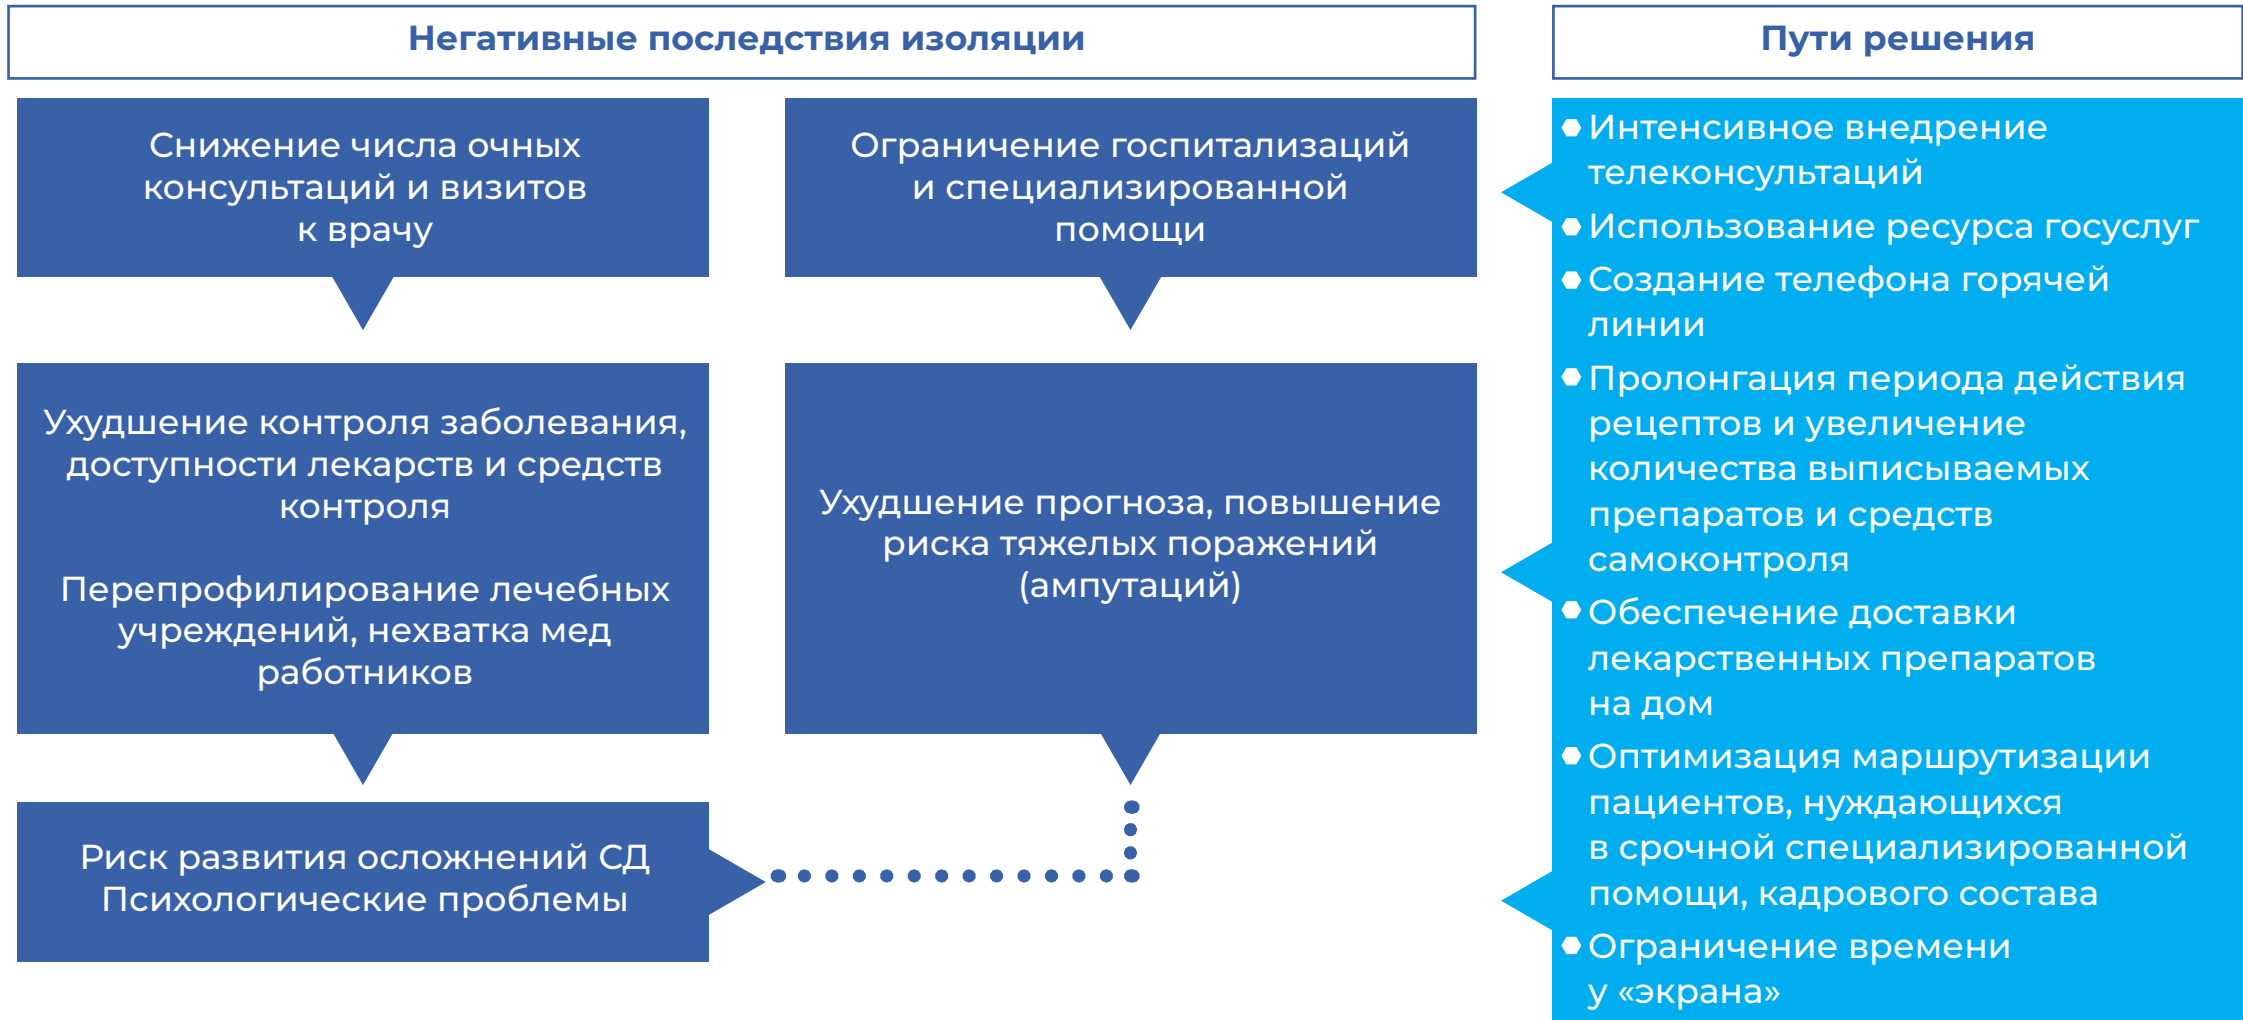 Негативные последствия изоляции
Снижение числа очных
консультаций и визитов
к врачу
Ограничение госпитализаций
и специализированной
помощи
Ухудшение контроля заболевания,
доступности лекарств и средств
контроля
Перепрофилирование лечебных
учреждений, нехватка мед
работников
Ухудшение прогноза, повышение
риска тяжелых поражений
(ампутаций)
Риск развития осложнений СД
Психологические проблемы
Пути решения
Интенсивное внедрение
телеконсультаций
Использование ресурса госуслуг
Создание телефона горячей
линии
Пролонгация периода действия
рецептов и увеличение
количества выписываемых
препаратов и средств
самоконтроля
Обеспечение доставки
лекарственных препаратов
на дом
Оптимизация маршрутизации
пациентов, нуждающихся
в срочной специализированной
помощи, кадрового состава
Ограничение времени
у «экрана»